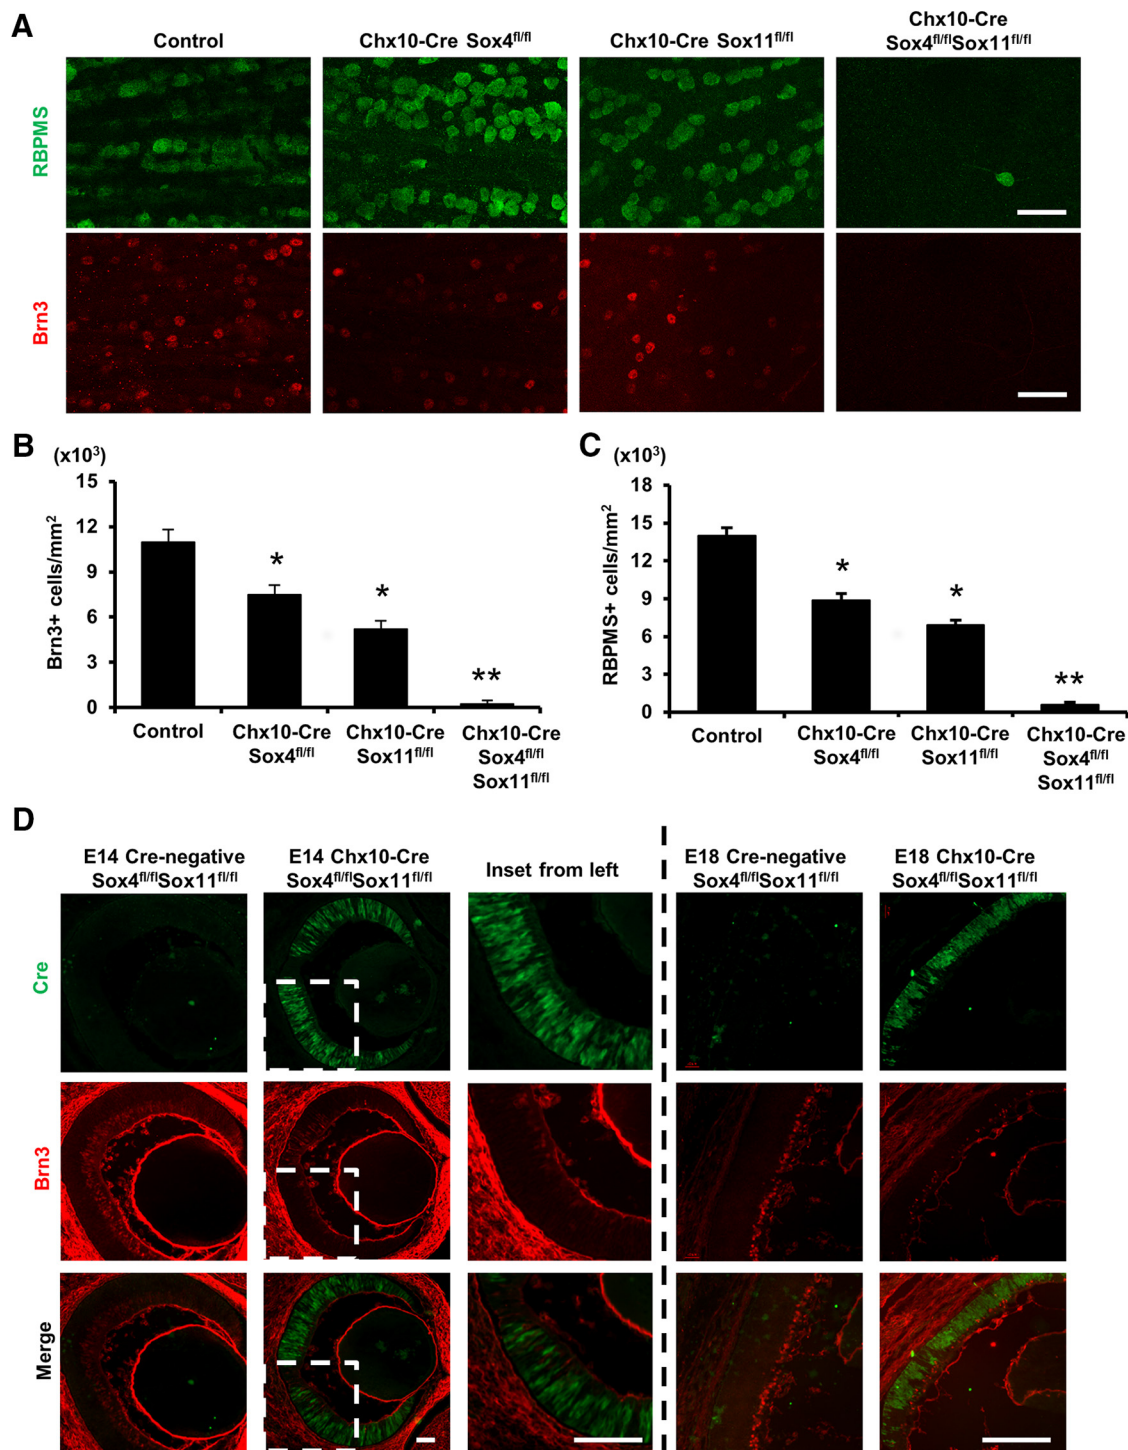 A
Control
Chx10-Cre Sox4fl/fl
Chx10-Cre Sox11fl/fl
Chx10-Cre
Sox4fl/flSox11fl/fl
RBPMS
Brn3
B
(x10³)
Brn3+ cells/mm²
15
12
9
6
3
0
*
*
**
Control
Chx10-Cre
Sox4fl/fl
Chx10-Cre
Sox11fl/fl
Chx10-Cre
Sox4fl/fl
Sox11fl/fl
C
(x10³)
RBPMS+ cells/mm²
18
15
12
9
6
3
0
*
*
**
Control
Chx10-Cre
Sox4fl/fl
Chx10-Cre
Sox11fl/fl
Chx10-Cre
Sox4fl/fl
Sox11fl/fl
D
E14 Cre-negative
Sox4fl/flSox11fl/fl
E14 Chx10-Cre
Sox4fl/flSox11fl/fl
Inset from left
E18 Cre-negative
Sox4fl/flSox11fl/fl
E18 Chx10-Cre
Sox4fl/flSox11fl/fl
Cre
Brn3
Merge